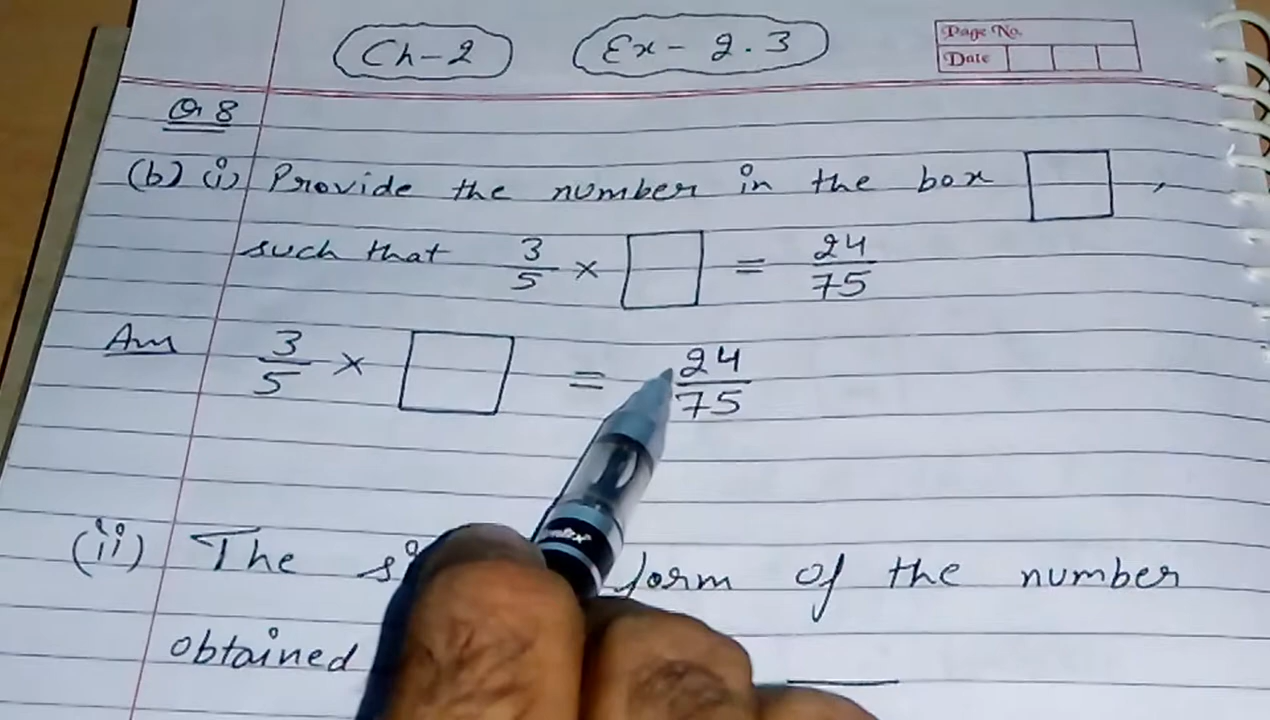 Ch-2
Ex- 2.3
Page No.
Date
Q 8
(b) (i) Provide the number in the box ,
such that 3/5 × = 24/75
Ans 3/5 × = 24/75
(ii) The form of the number
obtained